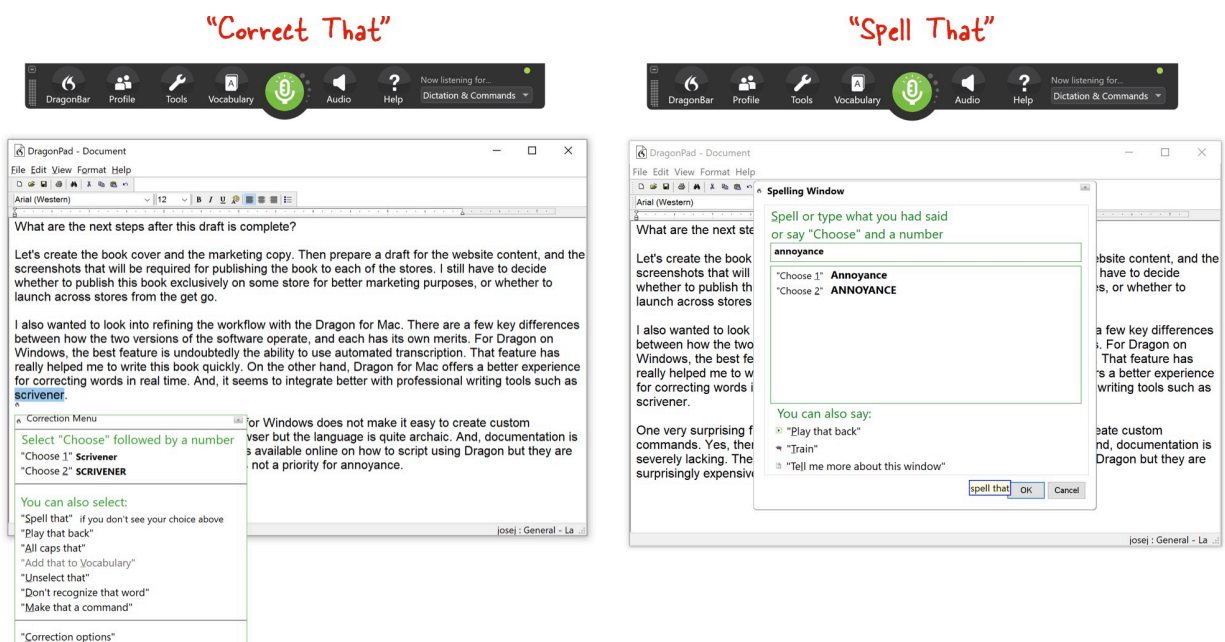 "Correct That"
DragonBar Profile Tools Vocabulary Audio Help
Now listening for...
Dictation & Commands
DragonPad - Document
File Edit View Format Help
Arial (Western) 12 B I U
What are the next steps after this draft is complete?
Let's create the book cover and the marketing copy. Then prepare a draft for the website content, and the
screenshots that will be required for publishing the book to each of the stores. I still have to decide
whether to publish this book exclusively on some store for better marketing purposes, or whether to
launch across stores from the get go.
I also wanted to look into refining the workflow with the Dragon for Mac. There are a few key differences
between how the two versions of the software operate, and each has its own merits. For Dragon on
Windows, the best feature is undoubtedly the ability to use automated transcription. That feature has
really helped me to write this book quickly. On the other hand, Dragon for Mac offers a better experience
for correcting words in real time. And, it seems to integrate better with professional writing tools such as
scrivener.
for Windows does not make it easy to create custom
wser but the language is quite archaic. And, documentation is
s available online on how to script using Dragon but they are
not a priority for annoyance.
Correction Menu
Select "Choose" followed by a number
"Choose 1" Scrivener
"Choose 2" SCRIVENER
You can also select:
"Spell that" if you don't see your choice above
"Play that back"
"All caps that"
"Add that to Vocabulary"
"Unselect that"
"Don't recognize that word"
"Make that a command"
"Correction options"
josej : General - La
"Spell That"
DragonBar Profile Tools Vocabulary Audio Help
Now listening for...
Dictation & Commands
DragonPad - Document
File Edit View Format Help
Arial (Western)
What are the next ste
Let's create the book
screenshots that will
whether to publish th
launch across stores
I also wanted to look
between how the two
Windows, the best fe
really helped me to w
for correcting words i
scrivener.
One very surprising f
commands. Yes, ther
severely lacking. The
surprisingly expensiv
Spelling Window
Spell or type what you had said
or say "Choose" and a number
annoyance
"Choose 1" Annoyance
"Choose 2" ANNOYANCE
You can also say:
"Play that back"
"Train"
"Tell me more about this window"
spell that OK Cancel
ebsite content, and the
have to decide
s, or whether to
a few key differences
. For Dragon on
That feature has
rs a better experience
writing tools such as
eate custom
nd, documentation is
Dragon but they are
josej : General - La